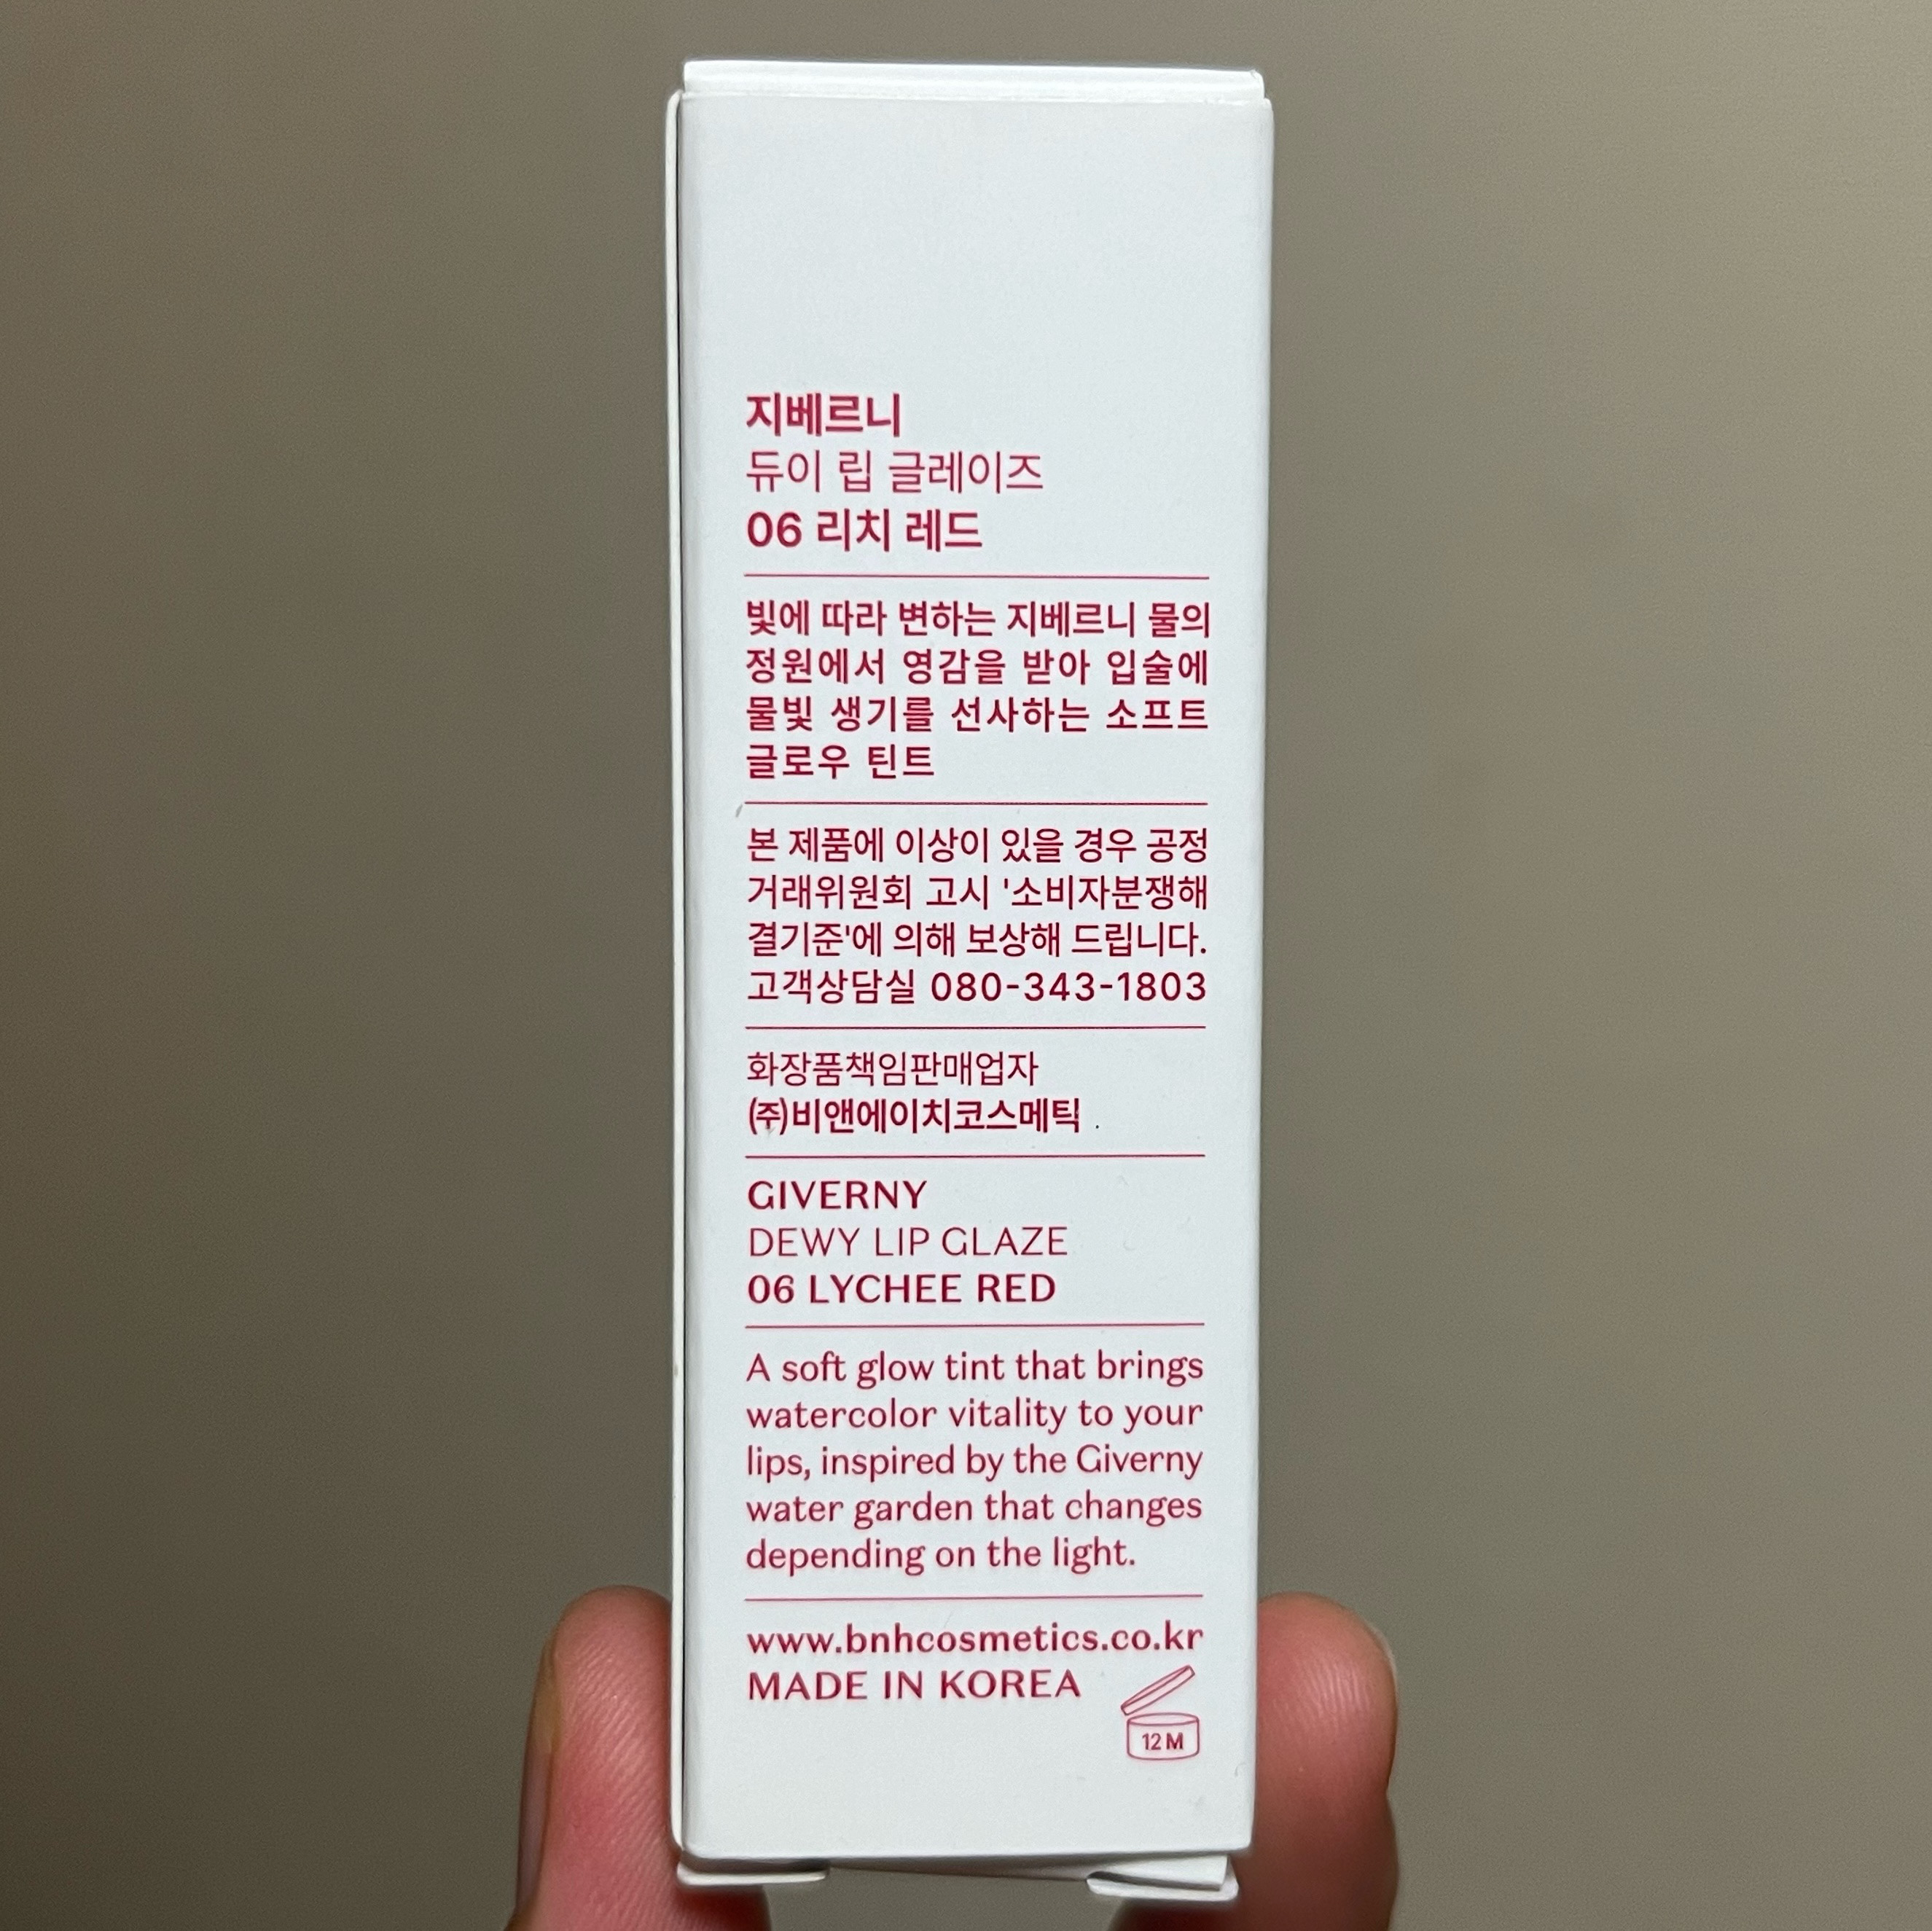 지베르니
듀이 립 글레이즈
06 리치 레드
빛에 따라 변하는 지베르니 물의
정원에서 영감을 받아 입술에
물빛 생기를 선사하는 소프트
글로우 틴트
본 제품에 이상이 있을 경우 공정
거래위원회 고시 '소비자분쟁해
결기준'에 의해 보상해 드립니다.
고객상담실 080-343-1803
화장품책임판매업자
㈜비앤에이치코스메틱
GIVERNY
DEWY LIP GLAZE
06 LYCHEE RED
A soft glow tint that brings
watercolor vitality to your
lips, inspired by the Giverny
water garden that changes
depending on the light.
www.bnhcosmetics.co.kr
MADE IN KOREA
12 M